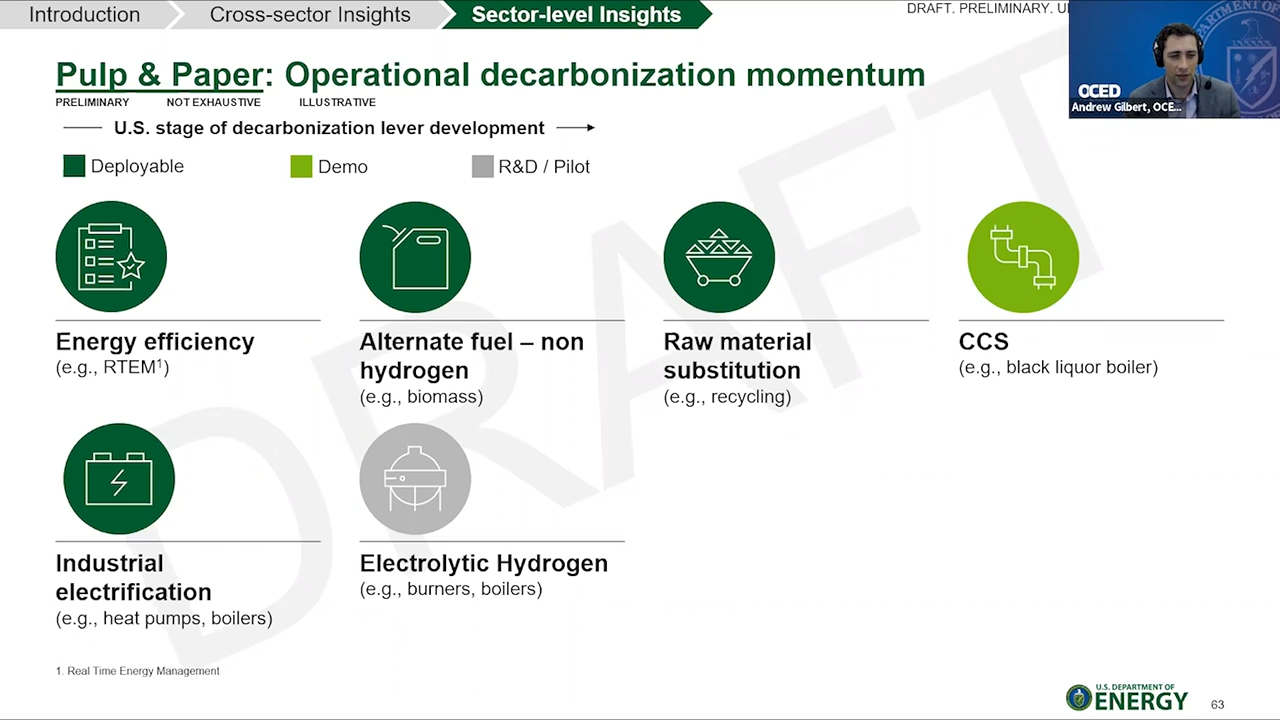 Introduction
Cross-sector Insights
Sector-level Insights
DRAFT. PRELIMINARY.
OCED
Andrew Gilbert, OCE...
Pulp & Paper: Operational decarbonization momentum
PRELIMINARY NOT EXHAUSTIVE ILLUSTRATIVE
U.S. stage of decarbonization lever development
Deployable
Demo
R&D / Pilot
Energy efficiency
(e.g., RTEM¹)
Alternate fuel – non
hydrogen
(e.g., biomass)
Raw material
substitution
(e.g., recycling)
CCS
(e.g., black liquor boiler)
Industrial
electrification
(e.g., heat pumps, boilers)
Electrolytic Hydrogen
(e.g., burners, boilers)
DRAFT
1. Real Time Energy Management
U.S. DEPARTMENT OF
ENERGY
63